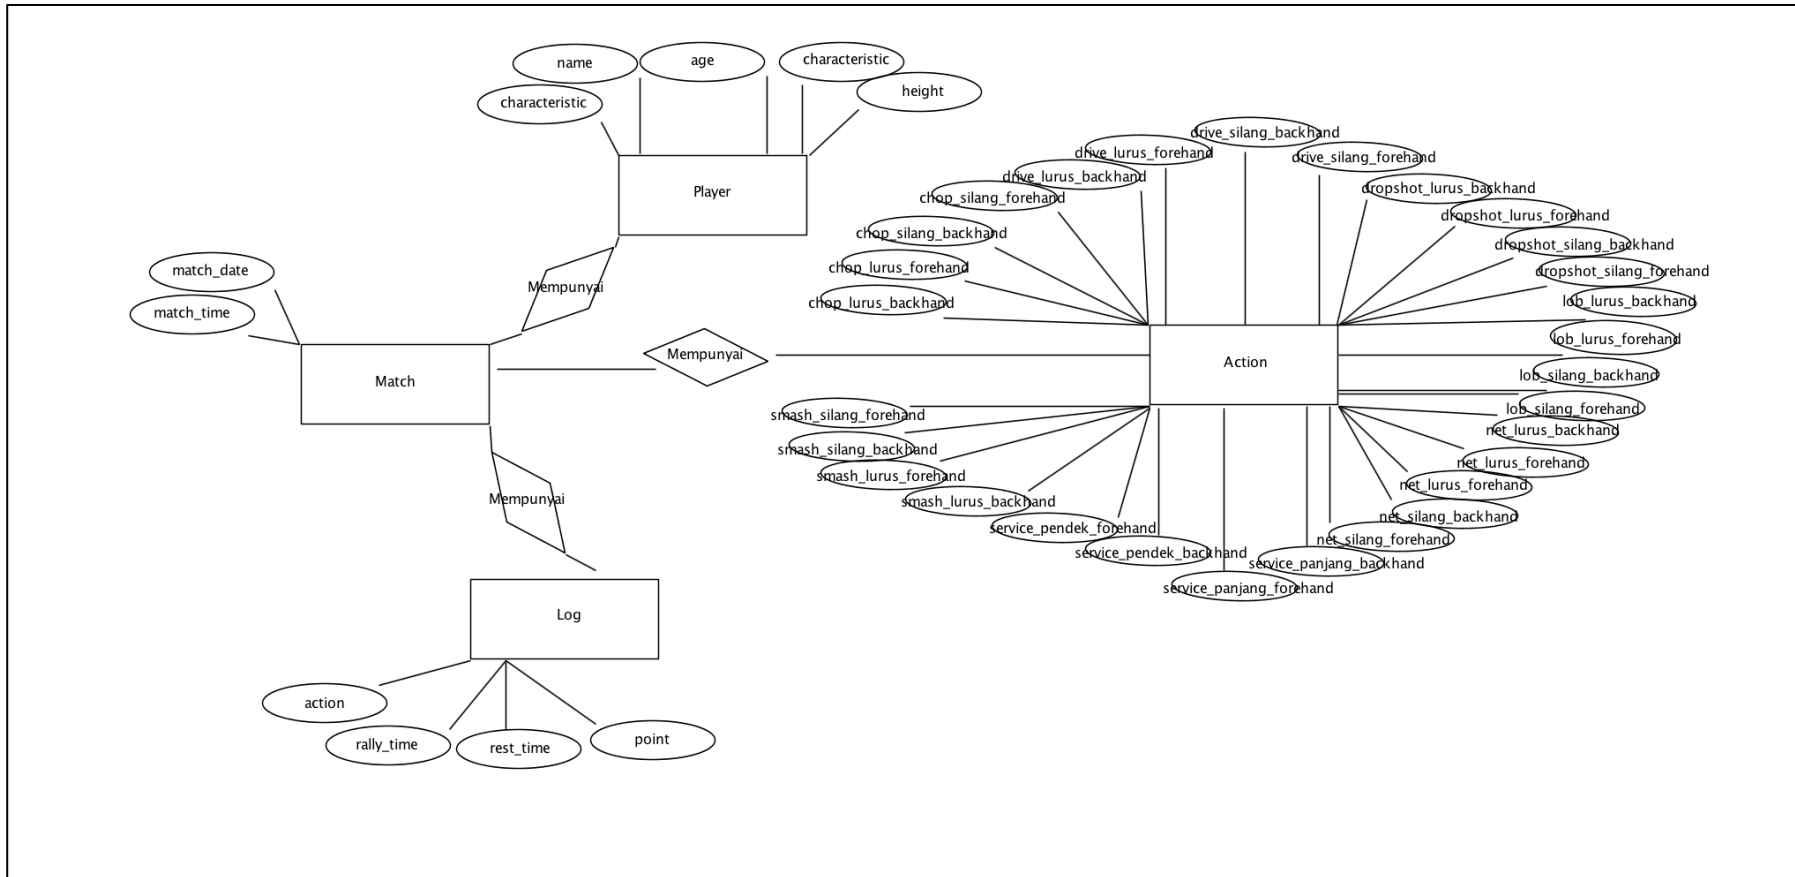 name
age
characteristic
characteristic
height
Player
Mempunyai
match_date
match_time
Match
Mempunyai
Mempunyai
Log
action
rally_time
rest_time
point
drive_silang_backhand
drive_lurus_forehand
drive_silang_forehand
drive_lurus_backhand
dropshot_lurus_backhand
chop_silang_forehand
dropshot_lurus_forehand
chop_silang_backhand
dropshot_silang_backhand
chop_lurus_forehand
dropshot_silang_forehand
chop_lurus_backhand
lob_lurus_backhand
lob_lurus_forehand
Action
lob_silang_backhand
lob_silang_forehand
smash_silang_forehand
net_lurus_backhand
smash_silang_backhand
net_lurus_forehand
smash_lurus_forehand
net_lurus_forehand
smash_lurus_backhand
net_silang_backhand
service_pendek_forehand
net_silang_forehand
service_pendek_backhand
service_panjang_backhand
service_panjang_forehand